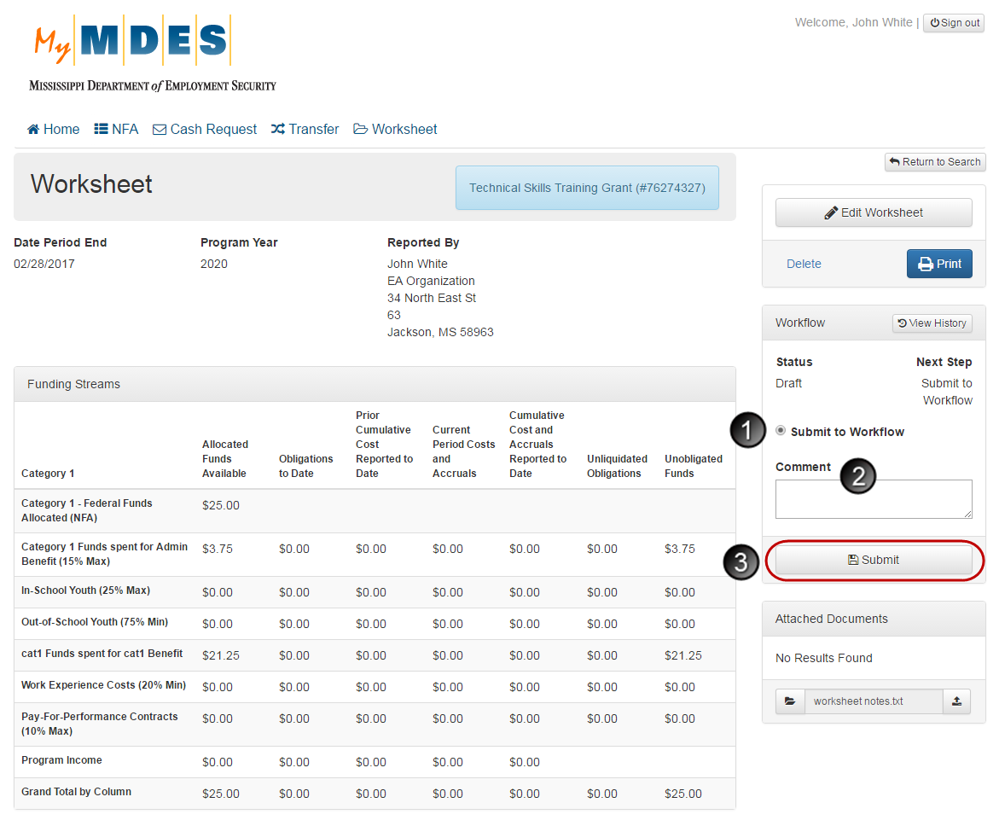 My MDES
Mississippi Department of Employment Security
Welcome, John White | Sign out
Home NFA Cash Request Transfer Worksheet
Return to Search
Worksheet
Technical Skills Training Grant (#76274327)
Date Period End Program Year Reported By
02/28/2017 2020 John White
EA Organization
34 North East St
63
Jackson, MS 58963
Funding Streams
Category 1
Allocated
Funds
Available
Obligations
to Date
Prior
Cumulative
Cost
Reported to
Date
Current
Period Costs
and
Accruals
Cumulative
Cost and
Accruals
Reported to
Date
Unliquidated
Obligations
Unobligated
Funds
Category 1 - Federal Funds
Allocated (NFA)
$25.00
Category 1 Funds spent for Admin
Benefit (15% Max)
$3.75 $0.00 $0.00 $0.00 $0.00 $0.00 $3.75
In-School Youth (25% Max) $0.00 $0.00 $0.00 $0.00 $0.00 $0.00 $0.00
Out-of-School Youth (75% Min) $0.00 $0.00 $0.00 $0.00 $0.00 $0.00 $0.00
cat1 Funds spent for cat1 Benefit $21.25 $0.00 $0.00 $0.00 $0.00 $0.00 $21.25
Work Experience Costs (20% Min) $0.00 $0.00 $0.00 $0.00 $0.00 $0.00 $0.00
Pay-For-Performance Contracts
(10% Max)
$0.00 $0.00 $0.00 $0.00 $0.00 $0.00 $0.00
Program Income $0.00 $0.00 $0.00 $0.00 $0.00
Grand Total by Column $25.00 $0.00 $0.00 $0.00 $0.00 $0.00 $25.00
Edit Worksheet
Delete Print
Workflow View History
Status Next Step
Draft Submit to
Workflow
1 Submit to Workflow
Comment 2
3 Submit
Attached Documents
No Results Found
worksheet notes.txt